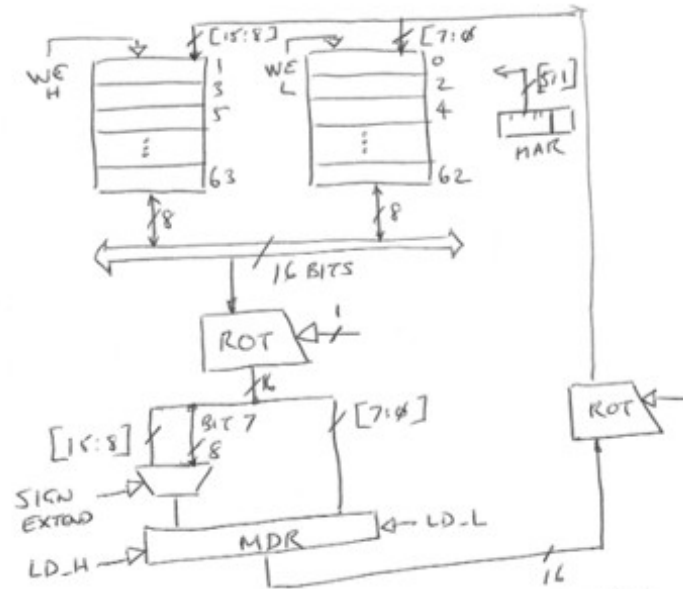 [15:8]
[7:0]
WE
H
1
3
5
⋮
63
WE
L
0
2
4
⋮
62
[5:1]
MAR
8
8
16 BITS
ROT
1
16
[15:8]
BIT 7
8
[7:0]
SIGN
EXTEND
MDR
LD_H
LD_L
ROT
16